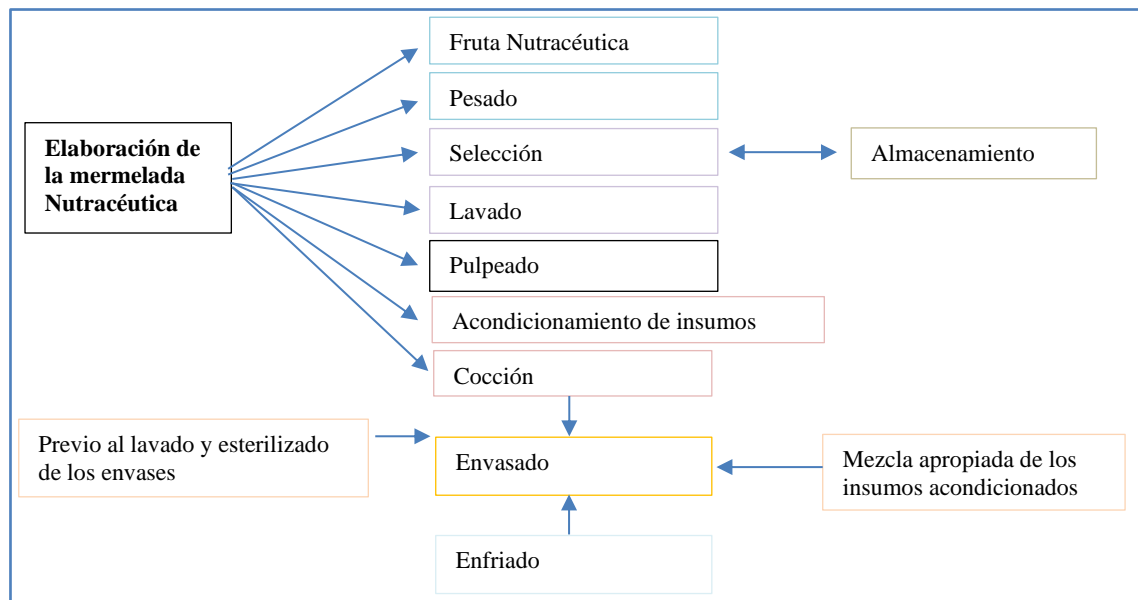 Fruta Nutracéutica
Pesado
Elaboración de
la mermelada
Nutracéutica
Selección
Almacenamiento
Lavado
Pulpeado
Acondicionamiento de insumos
Cocción
Previo al lavado y esterilizado
de los envases
Envasado
Mezcla apropiada de los
insumos acondicionados
Enfriado